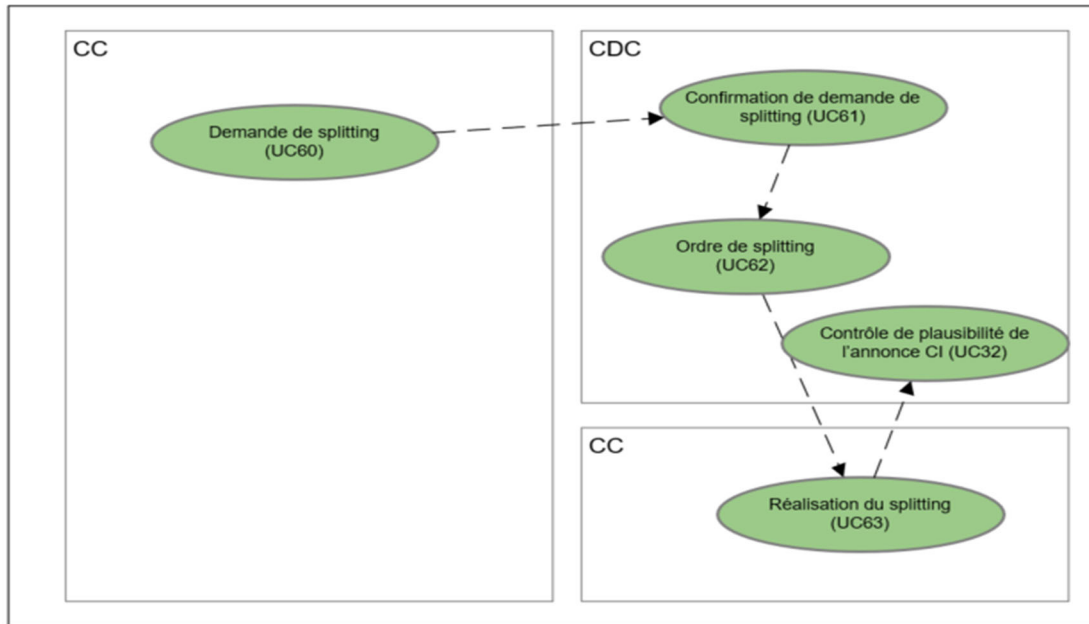 CC
Demande de splitting
(UC60)
CDC
Confirmation de demande de
splitting (UC61)
Ordre de splitting
(UC62)
Contrôle de plausibilité de
l'annonce CI (UC32)
CC
Réalisation du splitting
(UC63)